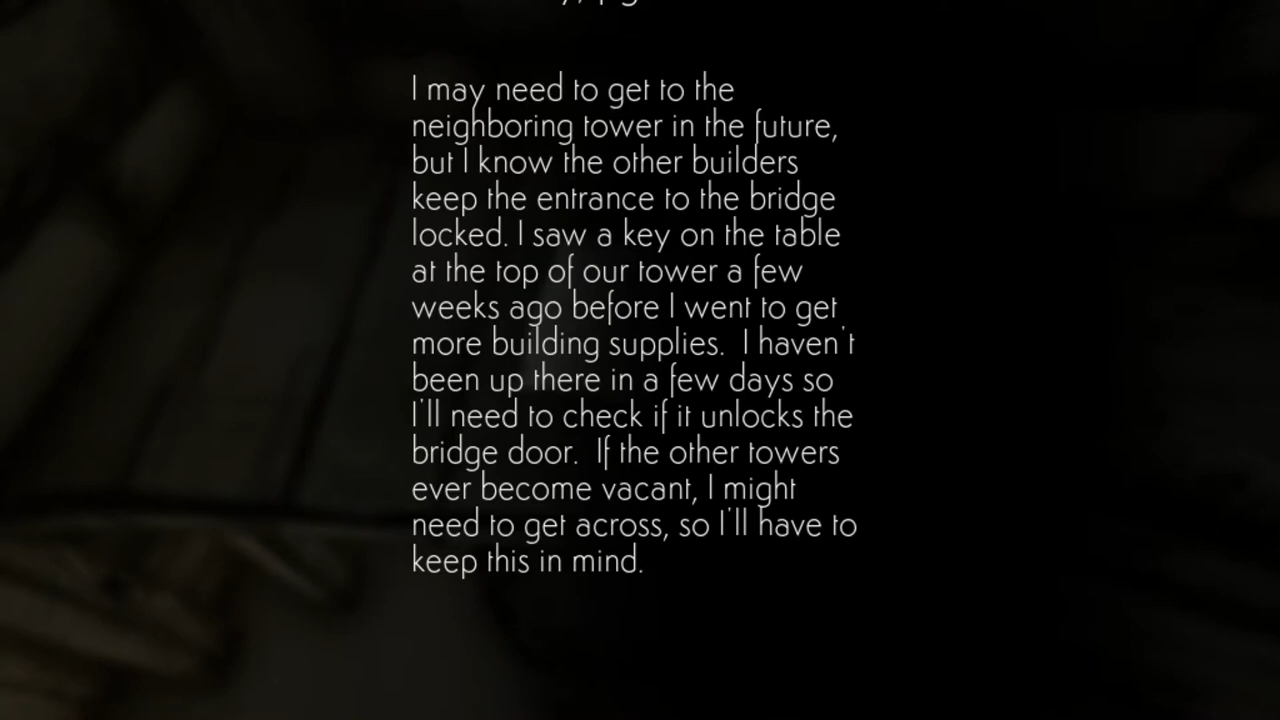 I may need to get to the
neighboring tower in the future,
but I know the other builders
keep the entrance to the bridge
locked. I saw a key on the table
at the top of our tower a few
weeks ago before I went to get
more building supplies.  I haven't
been up there in a few days so
I'll need to check if it unlocks the
bridge door.  If the other towers
ever become vacant, I might
need to get across, so I'll have to
keep this in mind.